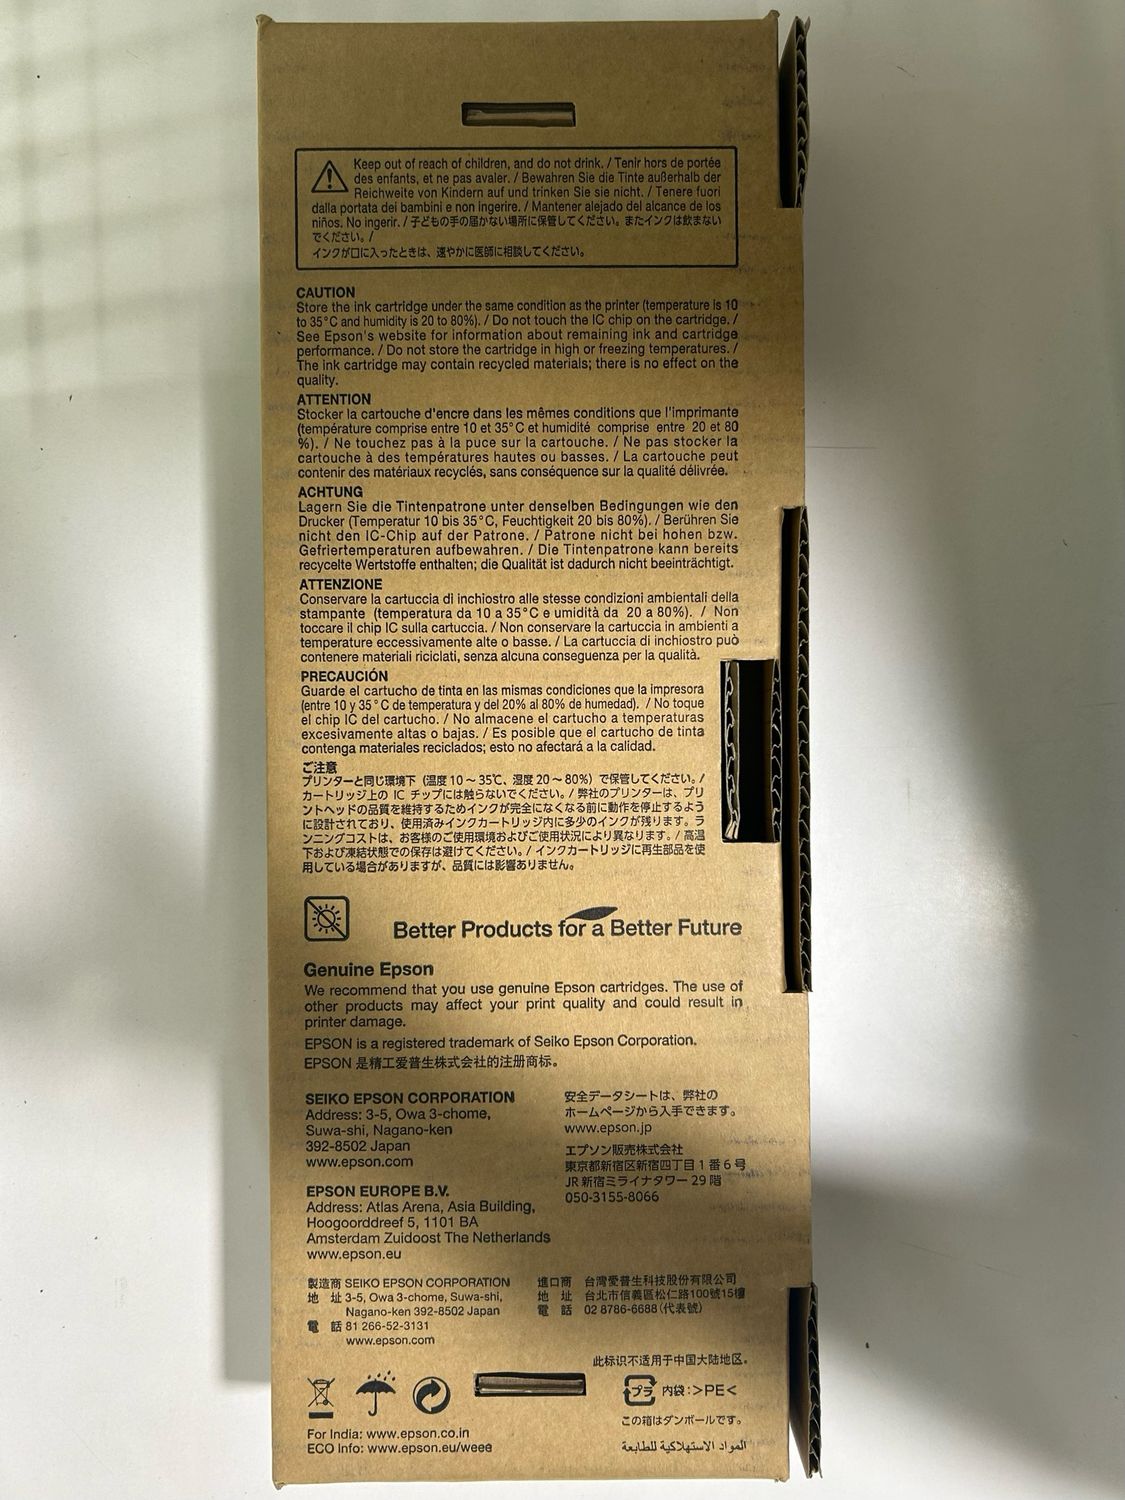 Keep out of reach of children, and do not drink. / Tenir hors de portée
des enfants, et ne pas avaler. / Bewahren Sie die Tinte außerhalb der
Reichweite von Kindern auf und trinken Sie sie nicht. / Tenere fuori
dalla portata dei bambini e non ingerire. / Mantener alejado del alcance de los
niños. No ingerir. / 子どもの手の届かない場所に保管してください。またインクは飲まない
でください。/
インクが口に入ったときは、速やかに医師に相談してください。
CAUTION
Store the ink cartridge under the same condition as the printer (temperature is 10
to 35°C and humidity is 20 to 80%). / Do not touch the IC chip on the cartridge. /
See Epson's website for information about remaining ink and cartridge
performance. / Do not store the cartridge in high or freezing temperatures. /
The ink cartridge may contain recycled materials; there is no effect on the
quality.
ATTENTION
Stocker la cartouche d'encre dans les mêmes conditions que l'imprimante
(température comprise entre 10 et 35°C et humidité comprise entre 20 et 80
%). / Ne touchez pas à la puce sur la cartouche. / Ne pas stocker la
cartouche à des températures hautes ou basses. / La cartouche peut
contenir des matériaux recyclés, sans conséquence sur la qualité délivrée.
ACHTUNG
Lagern Sie die Tintenpatrone unter denselben Bedingungen wie den
Drucker (Temperatur 10 bis 35°C, Feuchtigkeit 20 bis 80%). / Berühren Sie
nicht den IC-Chip auf der Patrone. / Patrone nicht bei hohen bzw.
Gefriertemperaturen aufbewahren. / Die Tintenpatrone kann bereits
recycelte Wertstoffe enthalten; die Qualität ist dadurch nicht beeinträchtigt.
ATTENZIONE
Conservare la cartuccia di inchiostro alle stesse condizioni ambientali della
stampante (temperatura da 10 a 35°C e umidità da 20 a 80%). / Non
toccare il chip IC sulla cartuccia. / Non conservare la cartuccia in ambienti a
temperature eccessivamente alte o basse. / La cartuccia di inchiostro può
contenere materiali riciclati, senza alcuna conseguenza per la qualità.
PRECAUCIÓN
Guarde el cartucho de tinta en las mismas condiciones que la impresora
(entre 10 y 35°C de temperatura y del 20% al 80% de humedad). / No toque
el chip IC del cartucho. / No almacene el cartucho a temperaturas
excesivamente altas o bajas. / Es posible que el cartucho de tinta
contenga materiales reciclados; esto no afectará a la calidad.
ご注意
プリンターと同じ環境下（温度 10 ~ 35℃、湿度 20 ~ 80%）で保管してください。/
カートリッジ上の IC チップには触らないでください。/ 弊社のプリンターは、プリ
ントヘッドの品質を維持するためインクが完全になくなる前に動作を停止するよう
に設計されており、使用済みインクカートリッジ内に多少のインクが残ります。ラ
ンニングコストは、お客様のご使用環境およびご使用状況により異なります。/ 高温
下および凍結状態での保存は避けてください。/ インクカートリッジに再生部品を使
用している場合がありますが、品質には影響ありません。
Better Products for a Better Future
Genuine Epson
We recommend that you use genuine Epson cartridges. The use of
other products may affect your print quality and could result in
printer damage.
EPSON is a registered trademark of Seiko Epson Corporation.
EPSON 是精工爱普生株式会社的注册商标。
SEIKO EPSON CORPORATION
Address: 3-5, Owa 3-chome,
Suwa-shi, Nagano-ken
392-8502 Japan
www.epson.com
安全データシートは、弊社の
ホームページから入手できます。
www.epson.jp
エプソン販売株式会社
東京都新宿区新宿四丁目１番６号
JR 新宿ミライナタワー 29 階
050-3155-8066
EPSON EUROPE B.V.
Address: Atlas Arena, Asia Building,
Hoogoorddreef 5, 1101 BA
Amsterdam Zuidoost The Netherlands
www.epson.eu
製造商 SEIKO EPSON CORPORATION
地 址 3-5, Owa 3-chome, Suwa-shi,
Nagano-ken 392-8502 Japan
電 話 81 266-52-3131
www.epson.com
進口商 台灣愛普生科技股份有限公司
地 址 台北市信義區松仁路100號15樓
電 話 02 8786-6688（代表號）
此标识不适用于中国大陆地区。
プラ 内袋：>PE<
この箱はダンボールです。
For India: www.epson.co.in
ECO Info: www.epson.eu/weee
المواد الاستهلاكية للطابعة